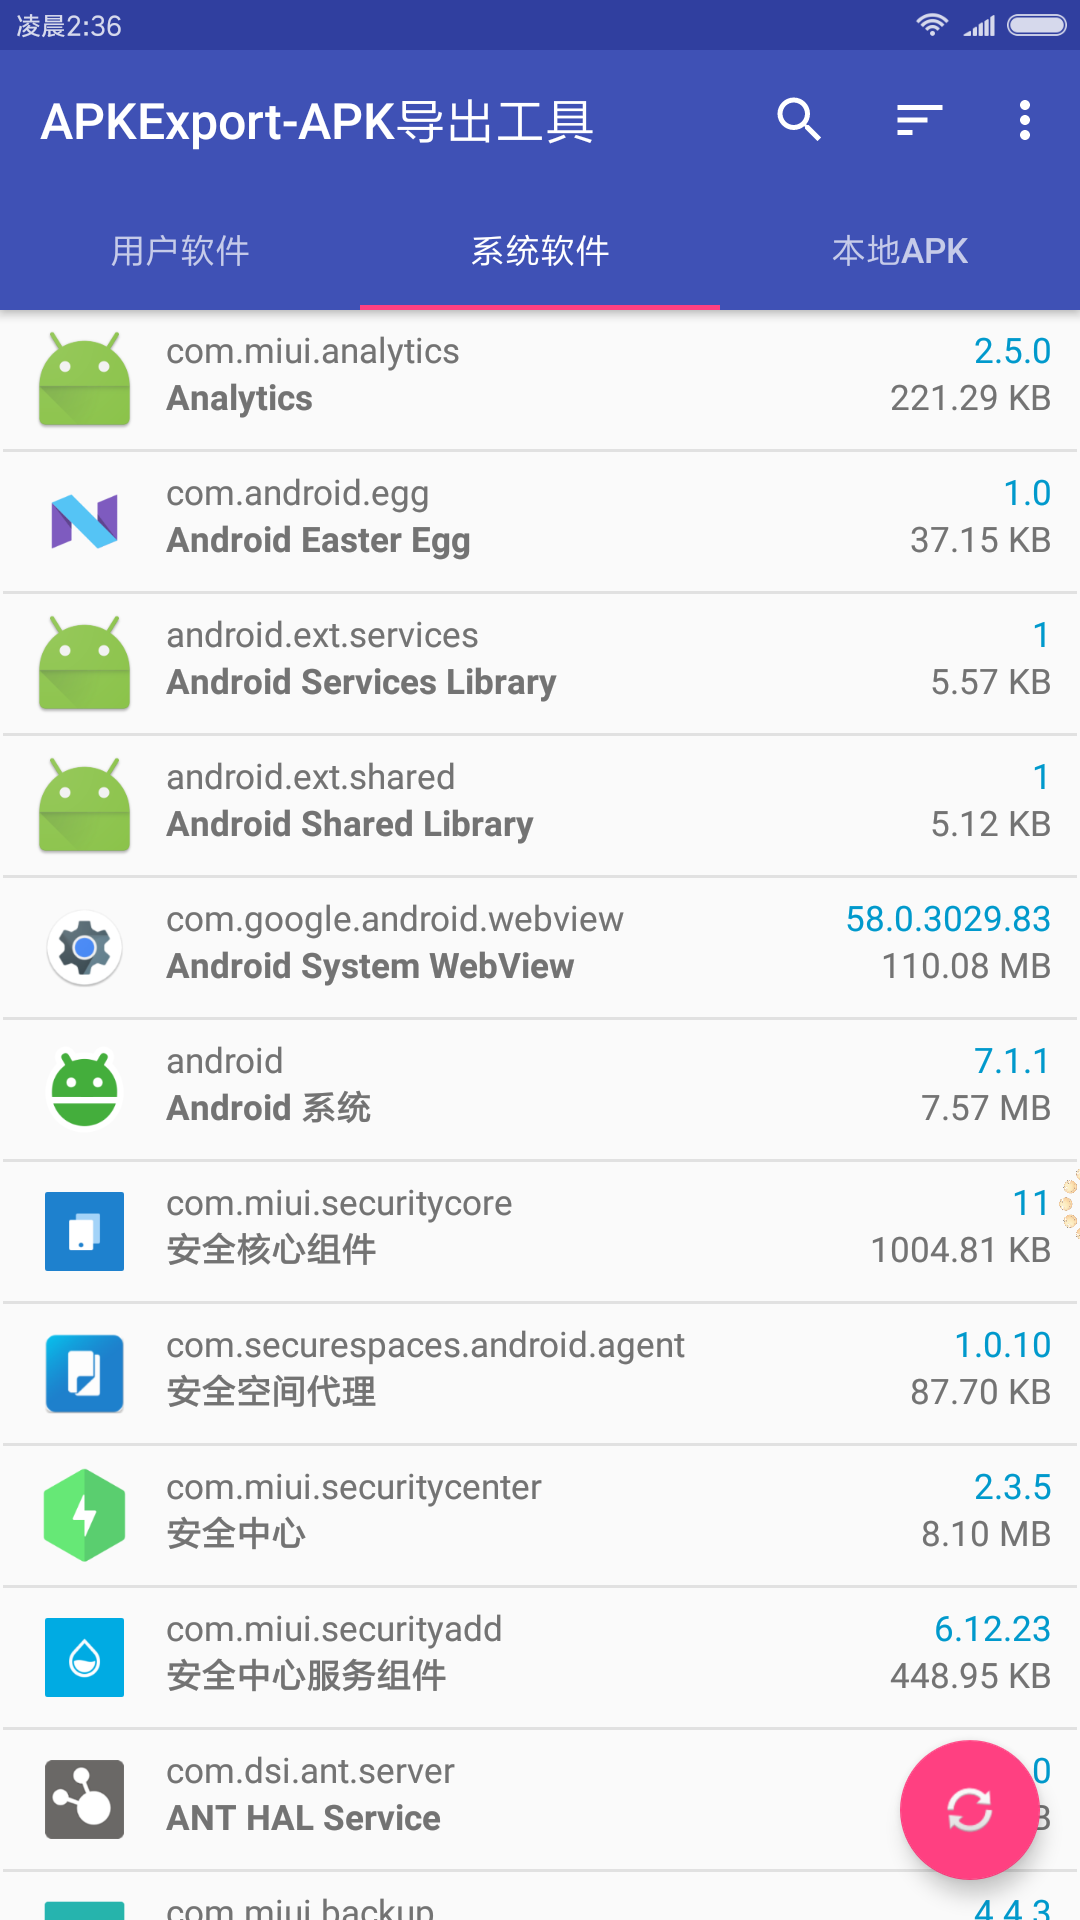 凌晨2:36
APKExport-APK导出工具
用户软件 系统软件 本地APK
com.miui.analytics 2.5.0
Analytics 221.29 KB
com.android.egg 1.0
Android Easter Egg 37.15 KB
android.ext.services 1
Android Services Library 5.57 KB
android.ext.shared 1
Android Shared Library 5.12 KB
com.google.android.webview 58.0.3029.83
Android System WebView 110.08 MB
android 7.1.1
Android 系统 7.57 MB
com.miui.securitycore 11
安全核心组件 1004.81 KB
com.securespaces.android.agent 1.0.10
安全空间代理 87.70 KB
com.miui.securitycenter 2.3.5
安全中心 8.10 MB
com.miui.securityadd 6.12.23
安全中心服务组件 448.95 KB
com.dsi.ant.server
ANT HAL Service
com.miui.backup 4.4.3